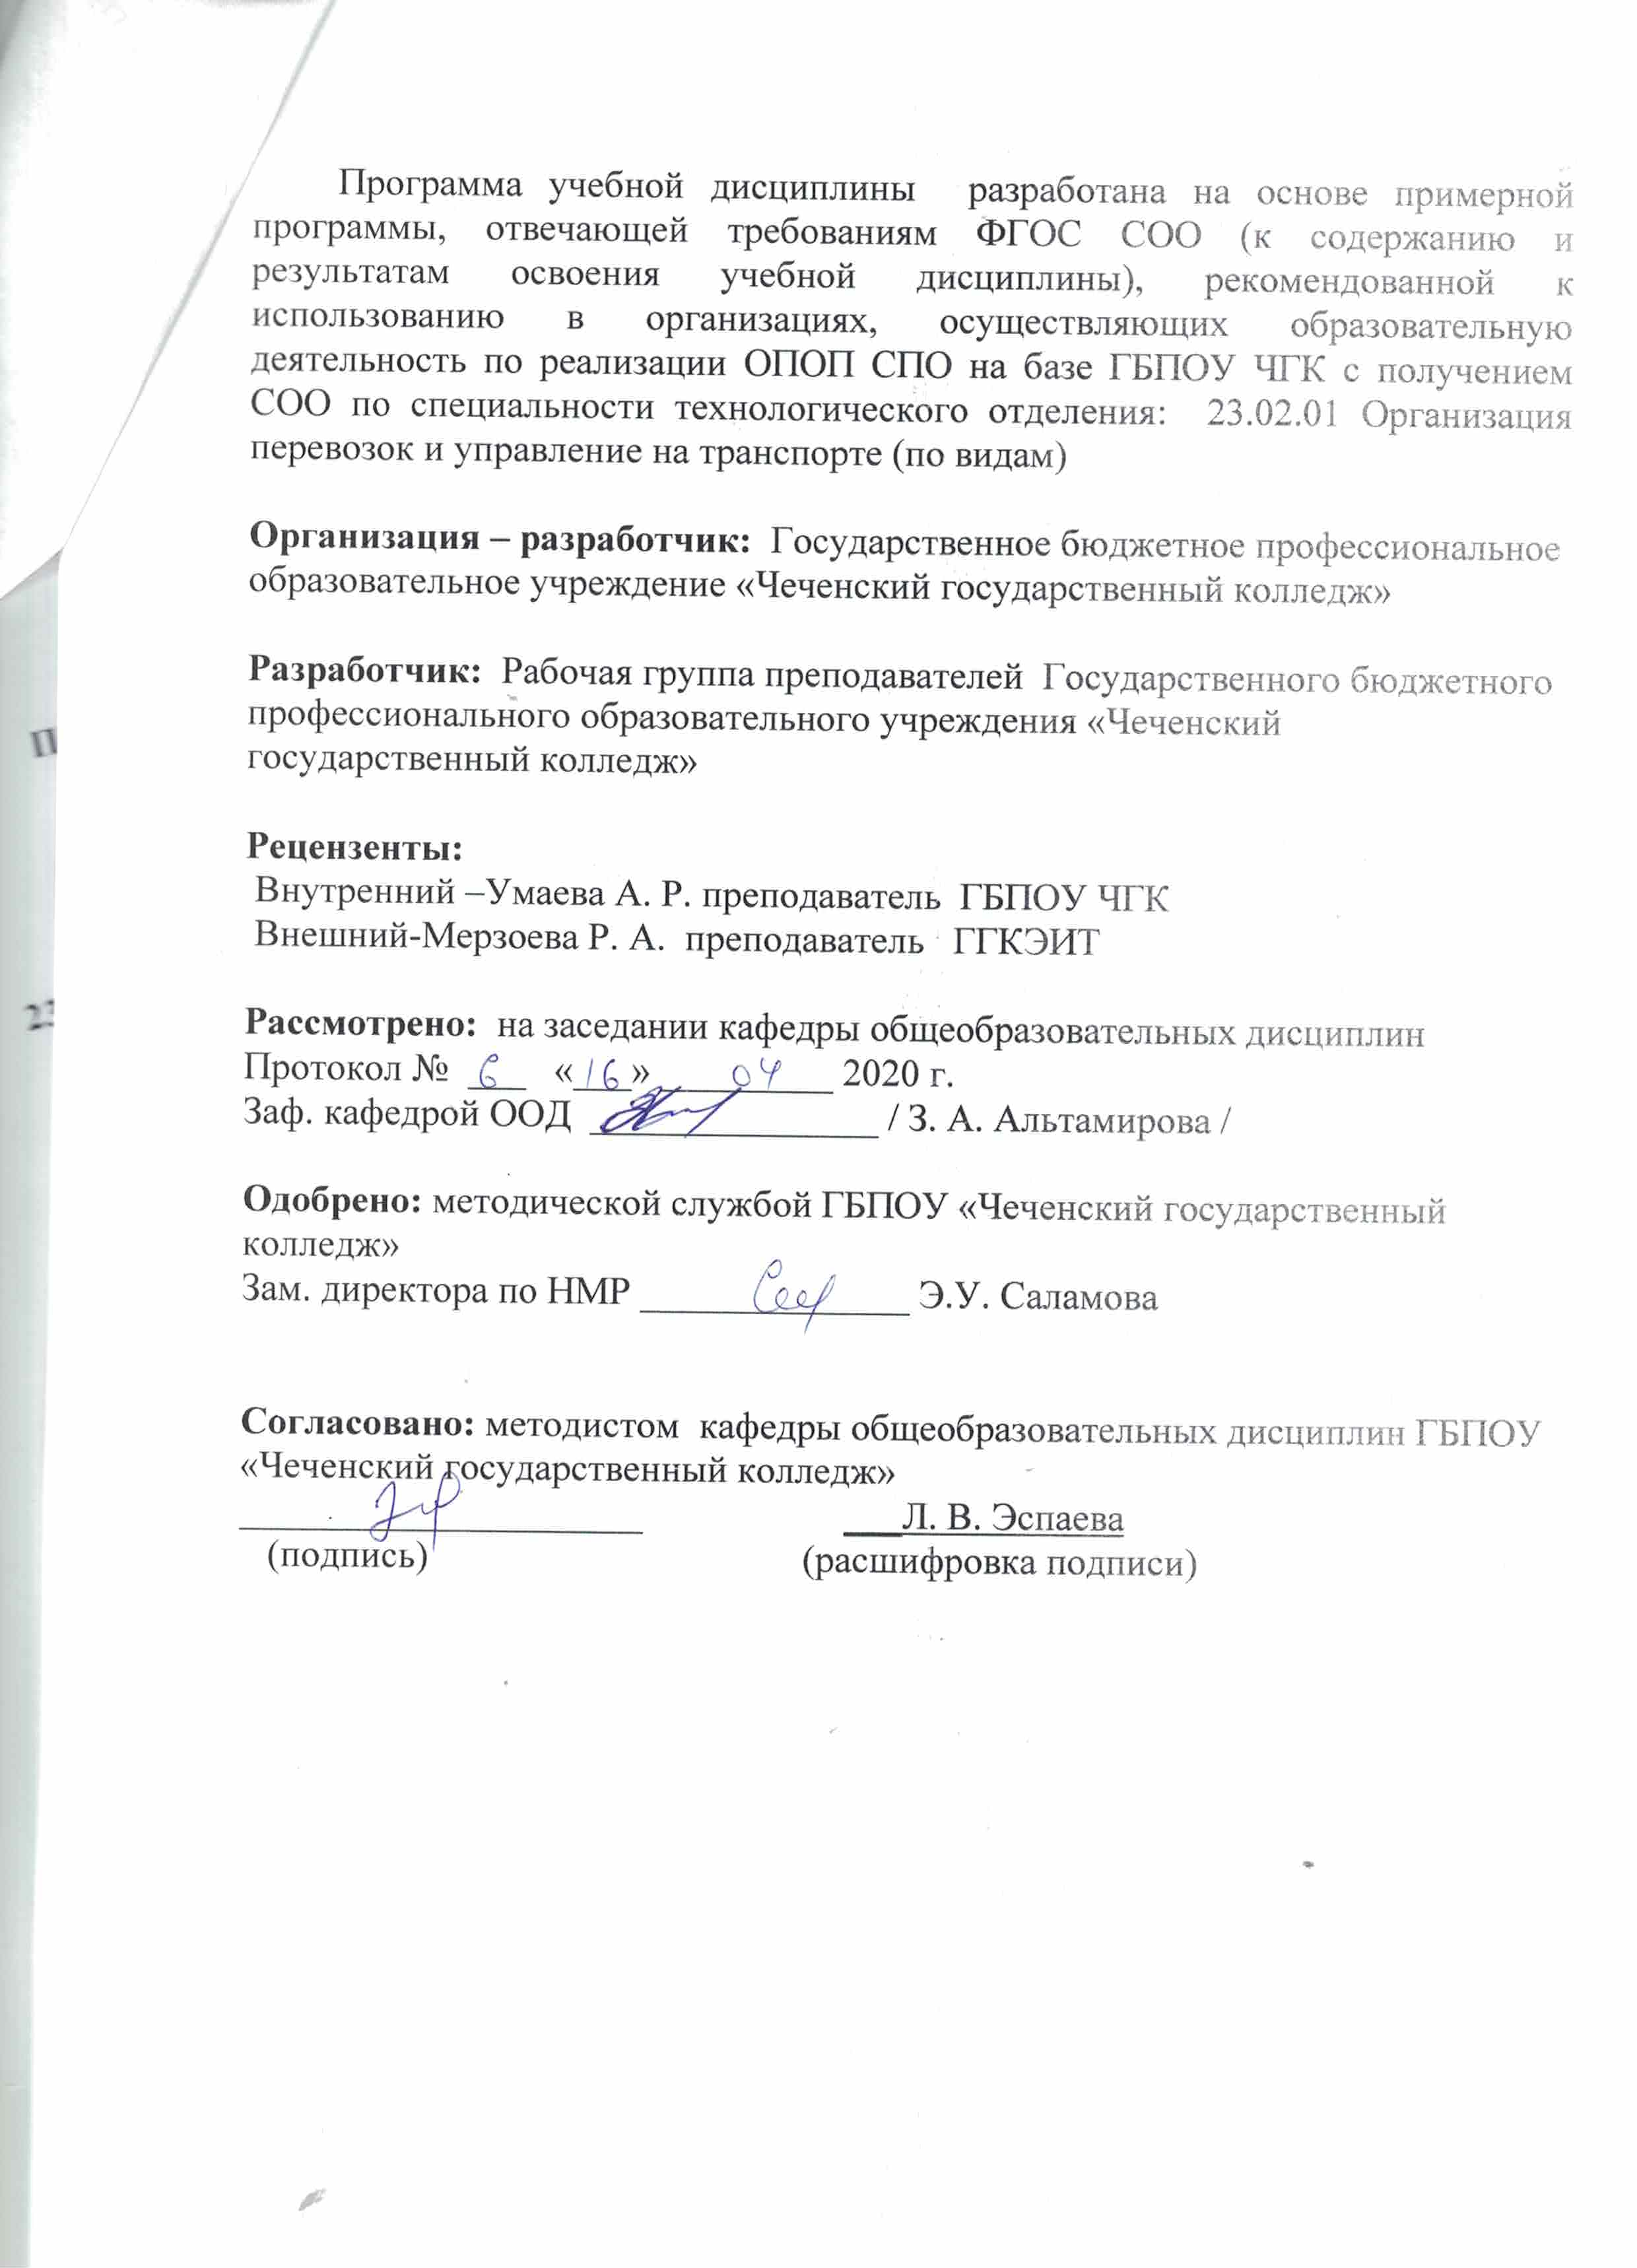 Программа учебной дисциплины разработана на основе примерной
программы, отвечающей требованиям ФГОС СОО (к содержанию и
результатам освоения учебной дисциплины), рекомендованной к
использованию в организациях, осуществляющих образовательную
деятельность по реализации ОПОП СПО на базе ГБПОУ ЧГК с получением
СОО по специальности технологического отделения: 23.02.01 Организация
перевозок и управление на транспорте (по видам)
Организация – разработчик: Государственное бюджетное профессиональное
образовательное учреждение «Чеченский государственный колледж»
Разработчик: Рабочая группа преподавателей Государственного бюджетного
профессионального образовательного учреждения «Чеченский
государственный колледж»
Рецензенты:
Внутренний –Умаева А. Р. преподаватель ГБПОУ ЧГК
Внешний-Мерзоева Р. А. преподаватель ГГКЭИТ
Рассмотрено: на заседании кафедры общеобразовательных дисциплин
Протокол № 6 «16» 04 2020 г.
Заф. кафедрой ООД / З. А. Альтамирова /
Одобрено: методической службой ГБПОУ «Чеченский государственный
колледж»
Зам. директора по НМР Э.У. Саламова
Согласовано: методистом кафедры общеобразовательных дисциплин ГБПОУ
«Чеченский государственный колледж»
Л. В. Эспаева
(подпись) (расшифровка подписи)